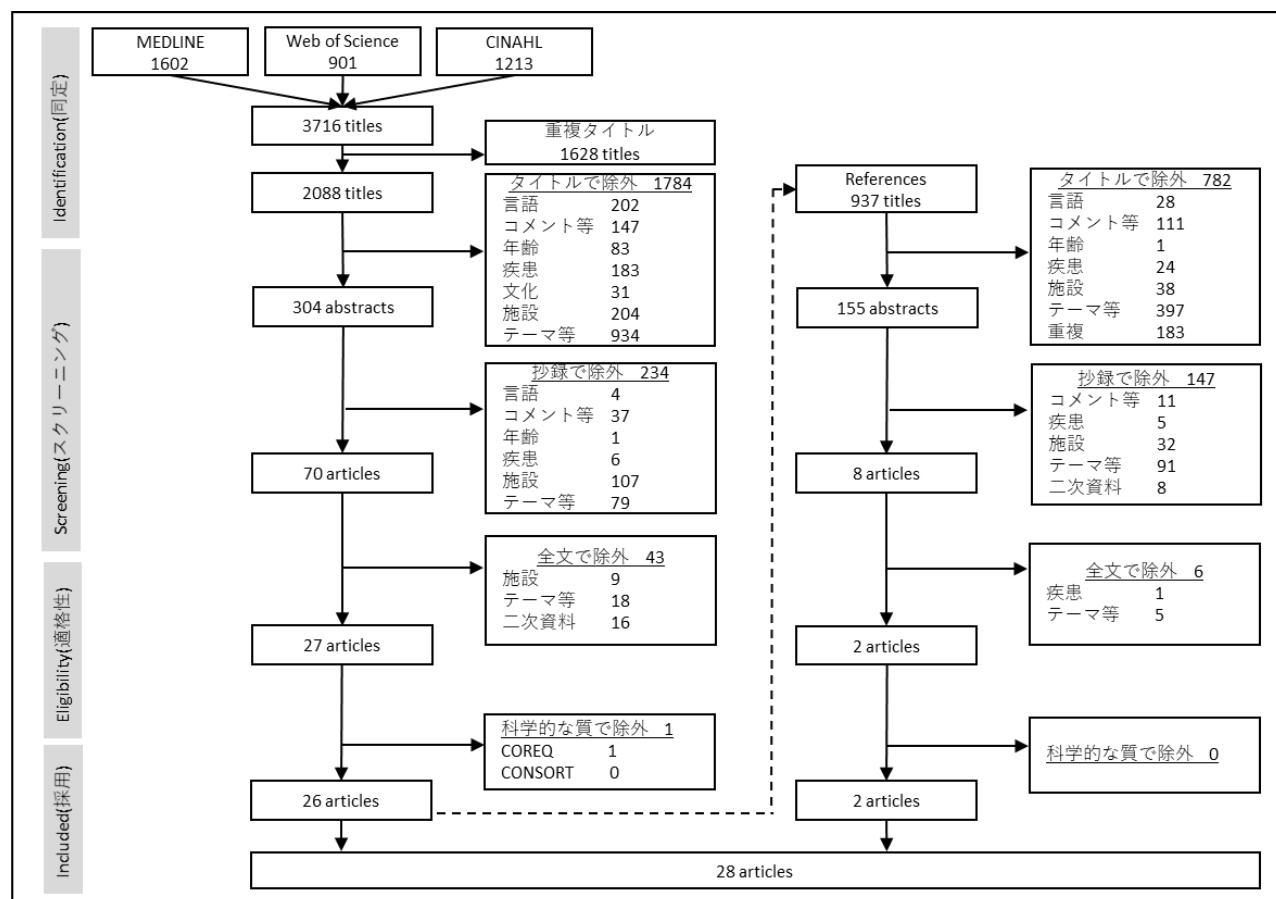 Identification(同定)
MEDLINE
1602
Web of Science
901
CINAHL
1213
3716 titles
重複タイトル
1628 titles
2088 titles
タイトルで除外 1784
言語 202
コメント等 147
年齢 83
疾患 183
文化 31
施設 204
テーマ等 934
Screening(スクリーニング)
304 abstracts
抄録で除外 234
言語 4
コメント等 37
年齢 1
疾患 6
施設 107
テーマ等 79
70 articles
Eligibility(適格性)
全文で除外 43
施設 9
テーマ等 18
二次資料 16
27 articles
科学的な質で除外 1
COREQ 1
CONSORT 0
Included(採用)
26 articles
References
937 titles
タイトルで除外 782
言語 28
コメント等 111
年齢 1
疾患 24
施設 38
テーマ等 397
重複 183
155 abstracts
抄録で除外 147
コメント等 11
疾患 5
施設 32
テーマ等 91
二次資料 8
8 articles
全文で除外 6
疾患 1
テーマ等 5
2 articles
科学的な質で除外 0
2 articles
28 articles